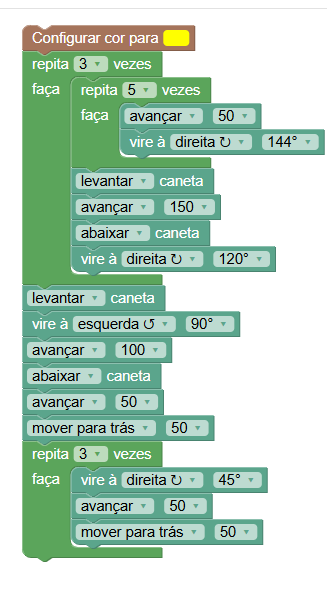 Configurar cor para
repita 3 vezes
faça repita 5 vezes
faça avançar 50
vire à direita ↻ 144°
levantar caneta
avançar 150
abaixar caneta
vire à direita ↻ 120°
levantar caneta
vire à esquerda ↺ 90°
avançar 100
abaixar caneta
avançar 50
mover para trás 50
repita 3 vezes
faça vire à direita ↻ 45°
avançar 50
mover para trás 50